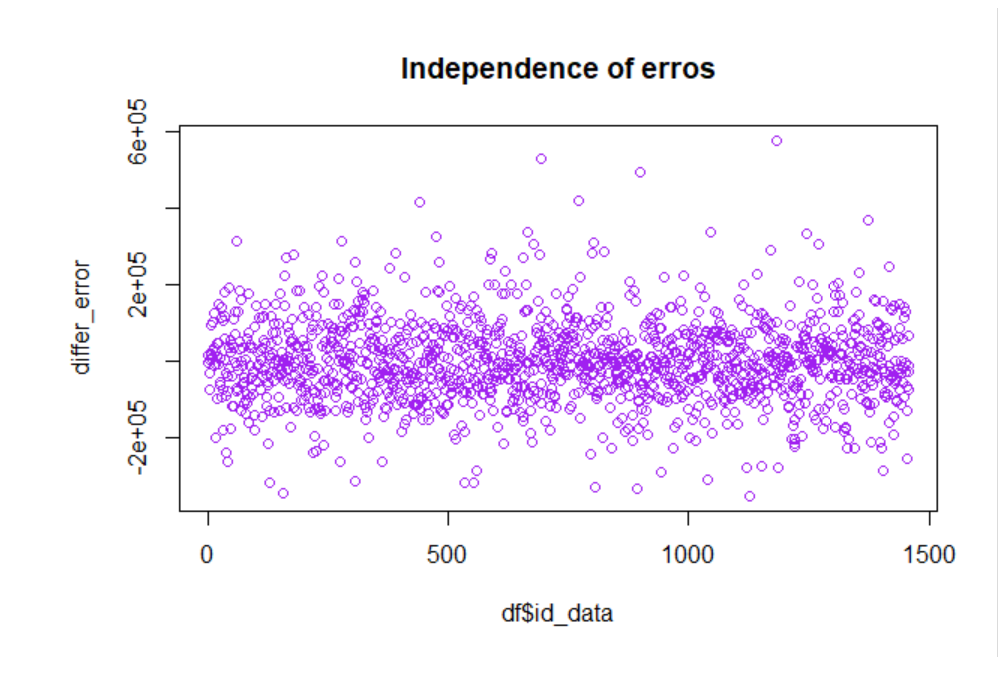 Independence of erros
6e+05
2e+05
-2e+05
differ_error
0 500 1000 1500
df$id_data